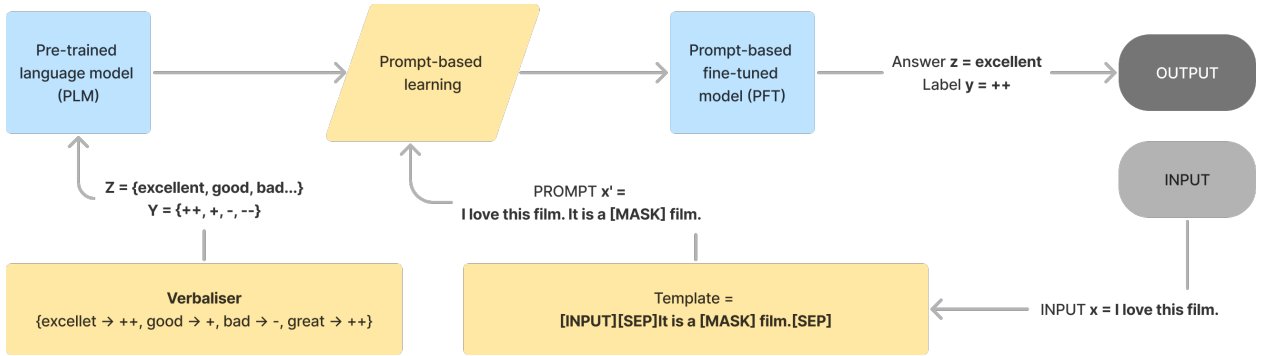 Pre-trained
language model
(PLM)
Prompt-based
learning
Prompt-based
fine-tuned
model (PFT)
Answer z = excellent
Label y = ++
OUTPUT
INPUT
Z = {excellent, good, bad...}
Y = {++, +, -, --}
PROMPT x' =
I love this film. It is a [MASK] film.
Verbaliser
{excellet → ++, good → +, bad → -, great → ++}
Template =
[INPUT][SEP]It is a [MASK] film.[SEP]
INPUT x = I love this film.